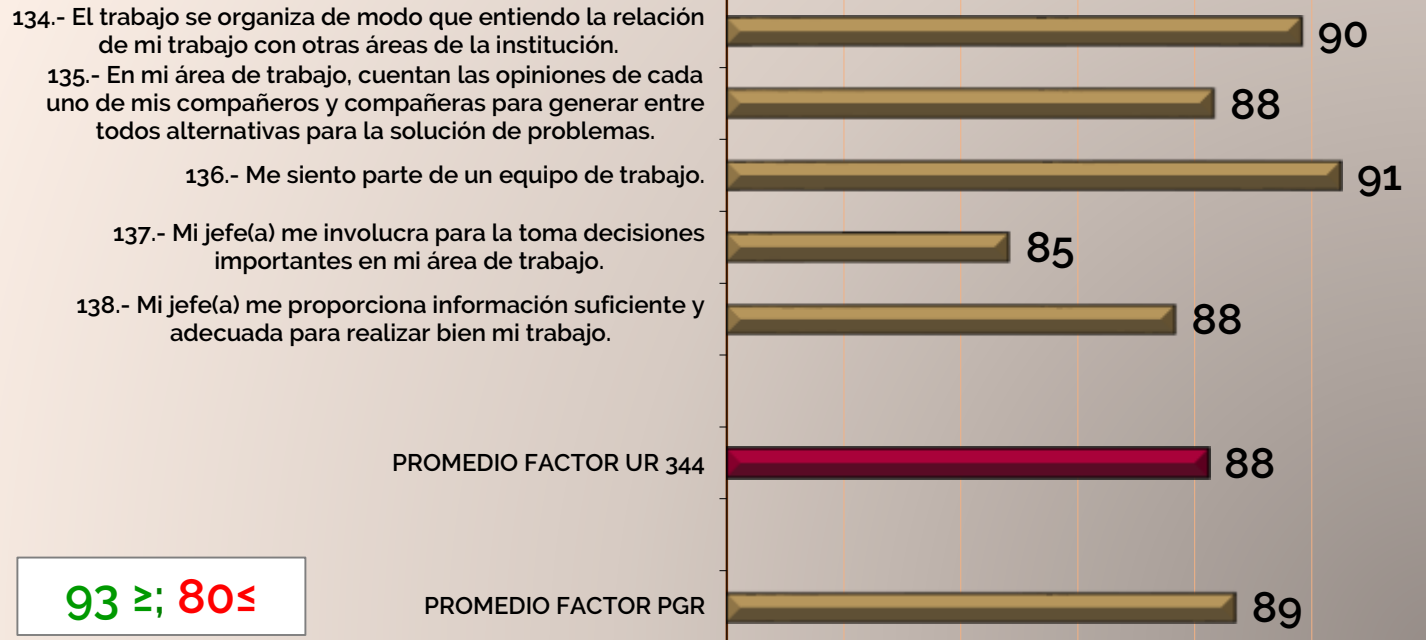 134.- El trabajo se organiza de modo que entiendo la relación
de mi trabajo con otras áreas de la institución.
90
135.- En mi área de trabajo, cuentan las opiniones de cada
uno de mis compañeros y compañeras para generar entre
todos alternativas para la solución de problemas.
88
136.- Me siento parte de un equipo de trabajo.
91
137.- Mi jefe(a) me involucra para la toma decisiones
importantes en mi área de trabajo.
85
138.- Mi jefe(a) me proporciona información suficiente y
adecuada para realizar bien mi trabajo.
88
PROMEDIO FACTOR UR 344
88
93 ≥; 80≤
PROMEDIO FACTOR PGR
89